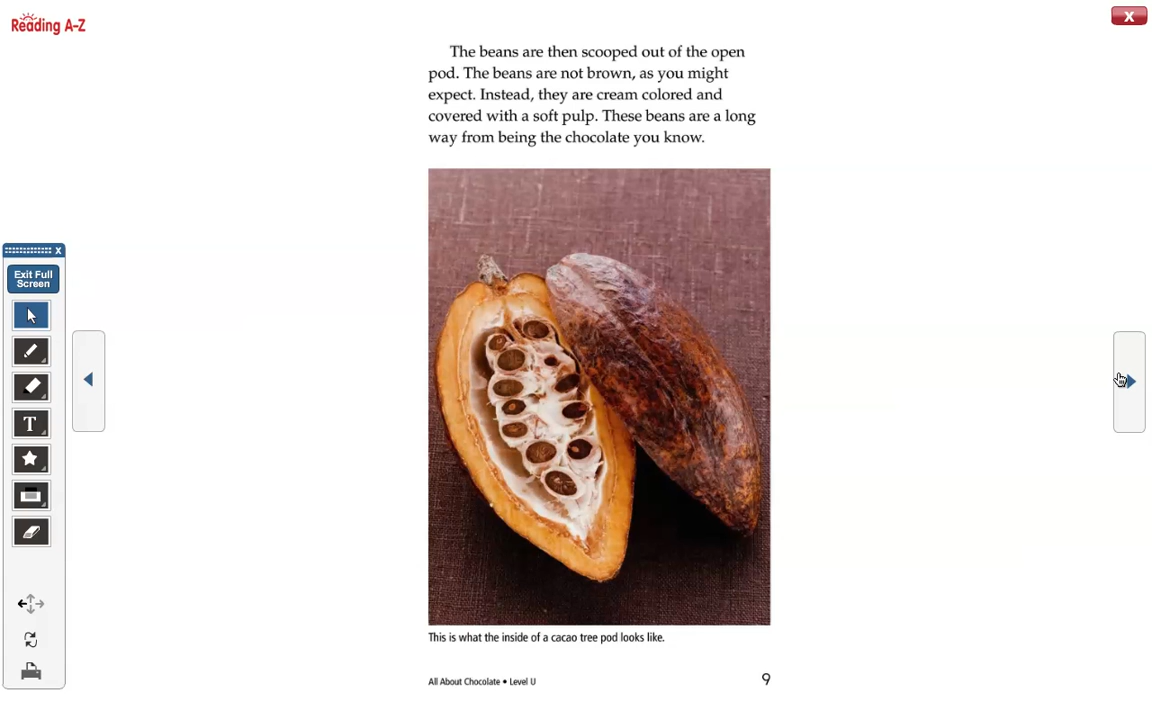 Reading A-Z
X
The beans are then scooped out of the open
pod. The beans are not brown, as you might
expect. Instead, they are cream colored and
covered with a soft pulp. These beans are a long
way from being the chocolate you know.
x
Exit Full
Screen
T
This is what the inside of a cacao tree pod looks like.
All About Chocolate • Level U
9